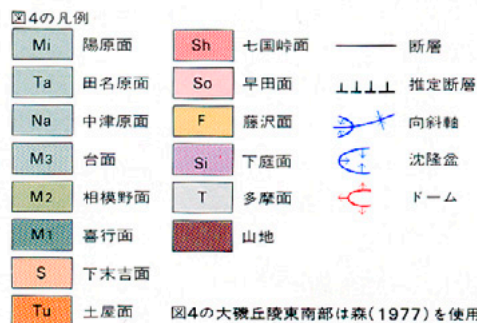 図4の凡例
Mi 陽原面
Ta 田名原面
Na 中津原面
M3 台面
M2 相模野面
M1 喜行面
S 下末吉面
Tu 土屋面
Sh 七国峠面
So 早田面
F 藤沢面
Si 下庭面
T 多摩面
山地
断層
推定断層
向斜軸
沈隆盆
ドーム
図4の大磯丘陵東南部は森(1977)を使用